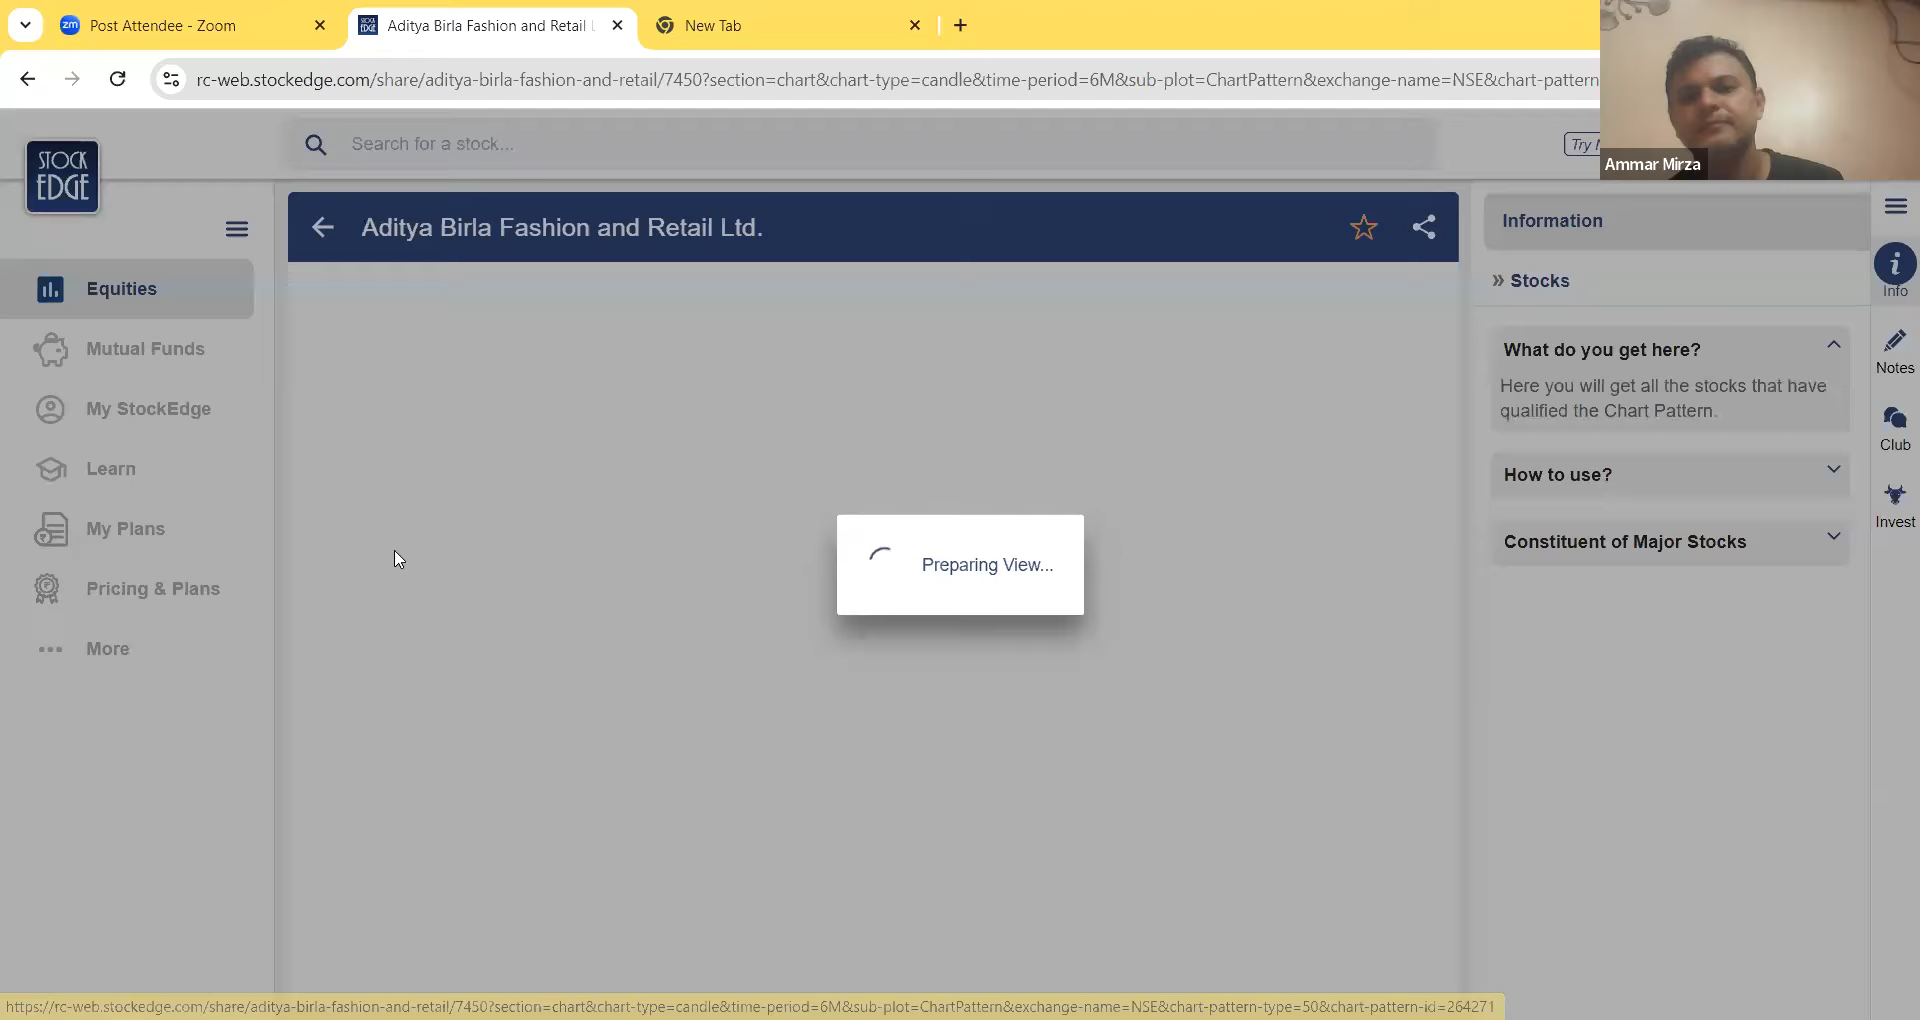 zm Post Attendee - Zoom
Aditya Birla Fashion and Retail
New Tab
rc-web.stockedge.com/share/aditya-birla-fashion-and-retail/7450?section=chart&chart-type=candle&time-period=6M&sub-plot=ChartPattern&exchange-name=NSE&chart-pattern
Ammar Mirza
STOCK
EDGE
Search for a stock...
Try
Aditya Birla Fashion and Retail Ltd.
Information
Equities
» Stocks
Info
Mutual Funds
What do you get here?
Here you will get all the stocks that have
qualified the Chart Pattern.
Notes
My StockEdge
Club
Learn
How to use?
My Plans
Constituent of Major Stocks
Invest
Preparing View...
Pricing & Plans
More
https://rc-web.stockedge.com/share/aditya-birla-fashion-and-retail/7450?section=chart&chart-type=candle&time-period=6M&sub-plot=ChartPattern&exchange-name=NSE&chart-pattern-type=50&chart-pattern-id=264271